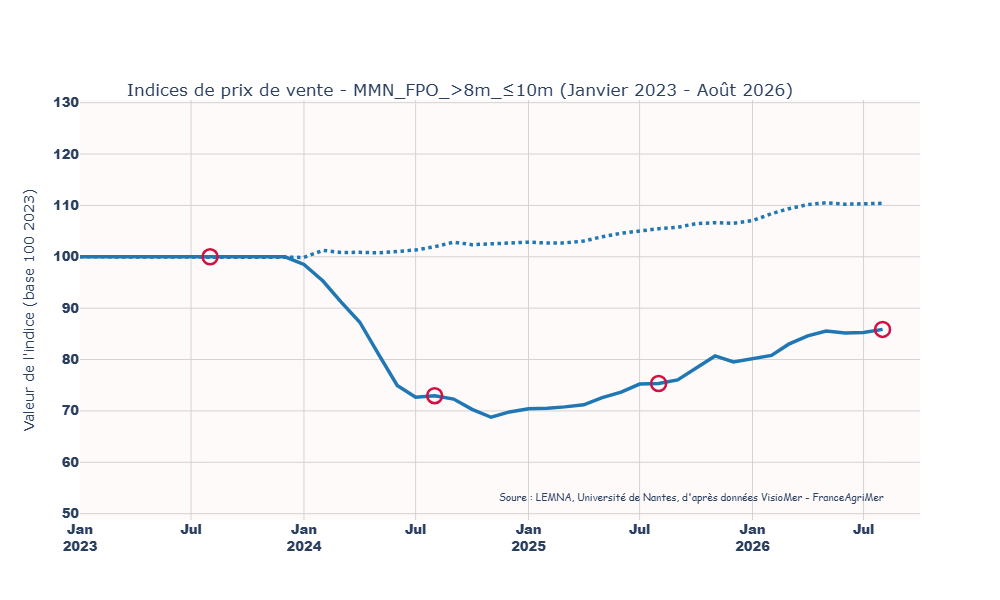 Indices de prix de vente - MMN_FPO_>8m_≤10m (Janvier 2023 - Août 2026)
Valeur de l'indice (base 100 2023)
130
120
110
100
90
80
70
60
50
Soure : LEMNA, Université de Nantes, d'après données VisioMer - FranceAgriMer
Jan Jul Jan Jul Jan Jul Jan Jul
2023 2024 2025 2026